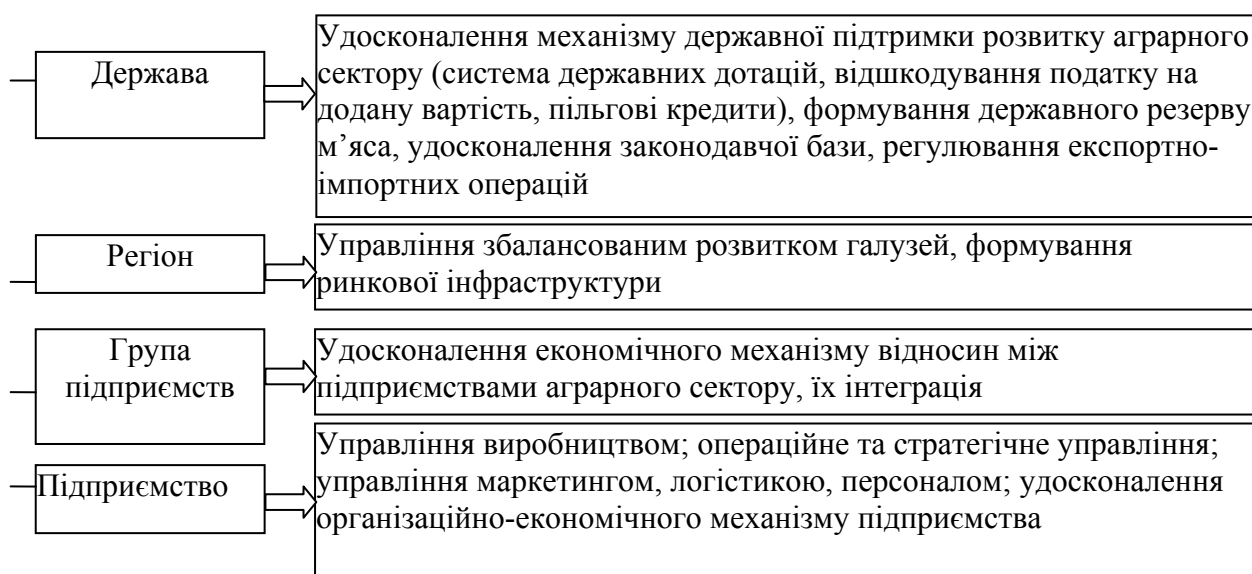 Держава
Удосконалення механізму державної підтримки розвитку аграрного
сектору (система державних дотацій, відшкодування податку на
додану вартість, пільгові кредити), формування державного резерву
м’яса, удосконалення законодавчої бази, регулювання експортно-
імпортних операцій
Регіон
Управління збалансованим розвитком галузей, формування
ринкової інфраструктури
Група
підприємств
Удосконалення економічного механізму відносин між
підприємствами аграрного сектору, їх інтеграція
Підприємство
Управління виробництвом; операційне та стратегічне управління;
управління маркетингом, логістикою, персоналом; удосконалення
організаційно-економічного механізму підприємства